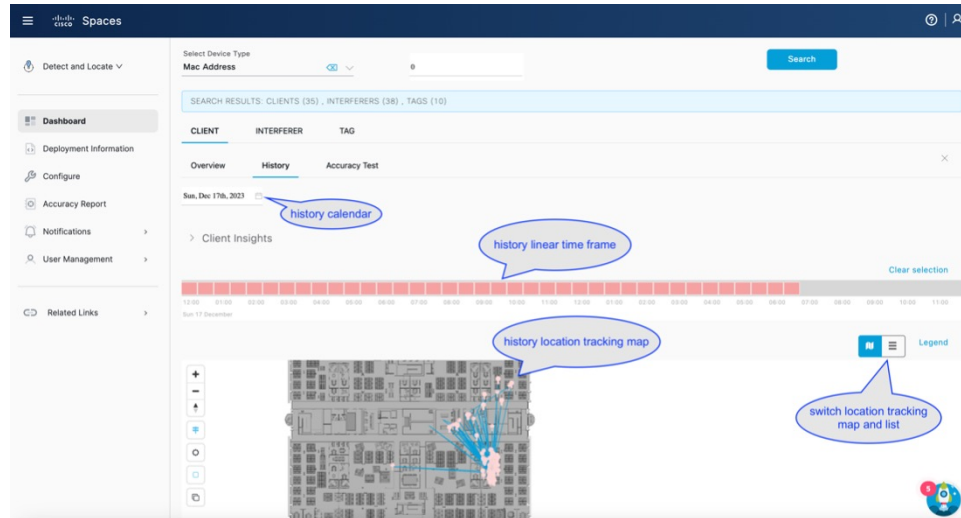 cisco Spaces
Detect and Locate
Dashboard
Deployment Information
Configure
Accuracy Report
Notifications
User Management
Related Links
Select Device Type
Mac Address
0
Search
SEARCH RESULTS: CLIENTS (35) , INTERFERERS (38) , TAGS (10)
CLIENT INTERFERER TAG
Overview History Accuracy Test
Sun, Dec 17th, 2023
history calendar
Client Insights
history linear time frame
Clear selection
12:00 01:00 02:00 03:00 04:00 05:00 06:00 07:00 08:00 09:00 10:00 11:00 12:00 01:00 02:00 03:00 04:00 05:00 06:00 07:00 08:00 09:00 10:00 11:00
Sun 17 December
history location tracking map
Legend
switch location tracking
map and list
5